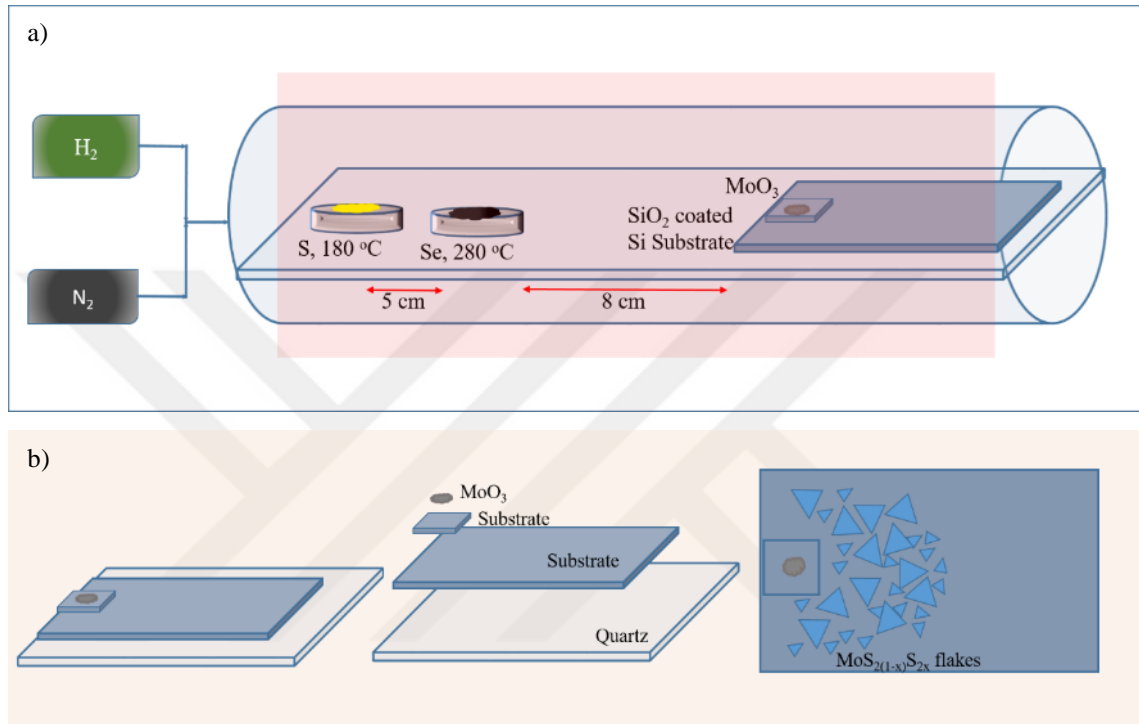 a)
H₂
N₂
S, 180 ᵒC
Se, 280 ᵒC
5 cm
8 cm
MoO₃
SiO₂ coated
Si Substrate
b)
MoO₃
Substrate
Substrate
Quartz
MoS₂₍₁₋ₓ₎S₂ₓ flakes